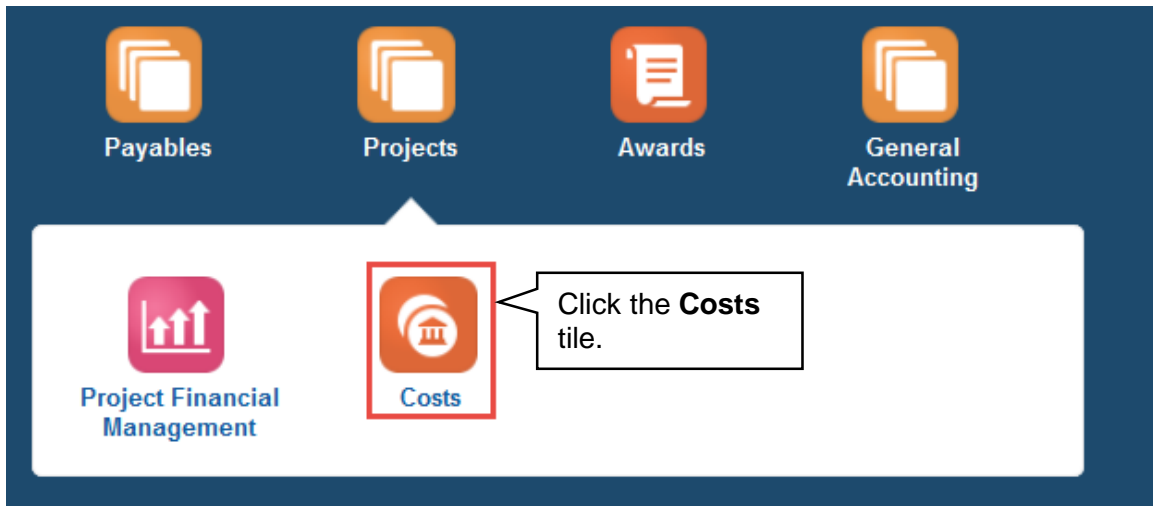 Payables
Projects
Awards
General
Accounting
Click the Costs
tile.
Project Financial
Management
Costs